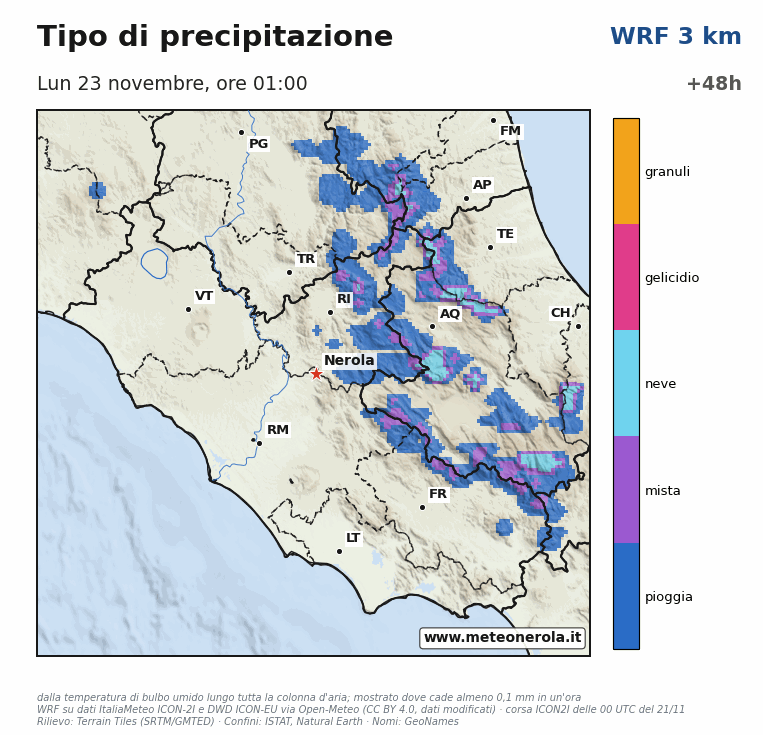 Tipo di precipitazione
WRF 3 km
Lun 23 novembre, ore 01:00
+48h
FM
PG
AP
TE
TR
RI
VT
AQ
CH
Nerola
RM
FR
LT
www.meteonerola.it
granuli
gelicidio
neve
mista
pioggia
dalla temperatura di bulbo umido lungo tutta la colonna d'aria; mostrato dove cade almeno 0,1 mm in un'ora
WRF su dati ItaliaMeteo ICON-2I e DWD ICON-EU via Open-Meteo (CC BY 4.0, dati modificati) · corsa ICON2I delle 00 UTC del 21/11
Rilievo: Terrain Tiles (SRTM/GMTED) · Confini: ISTAT, Natural Earth · Nomi: GeoNames